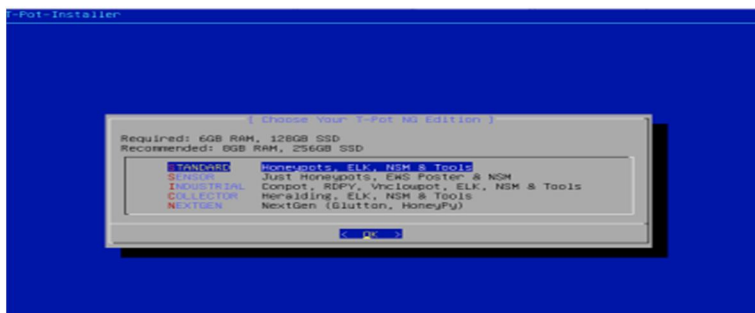 T-Pot-Installer
[ Choose Your T-Pot NG Edition ]
Required: 6GB RAM, 128GB SSD
Recommended: 8GB RAM, 256GB SSD
STANDARD Honeypots, ELK, NSM & Tools
SENSOR Just Honeypots, EWS Poster & NSM
INDUSTRIAL Conpot, RDPY, Vnclowpot, ELK, NSM & Tools
COLLECTOR Heralding, ELK, NSM & Tools
NEXTGEN NextGen (Glutton, HoneyPy)
< OK >